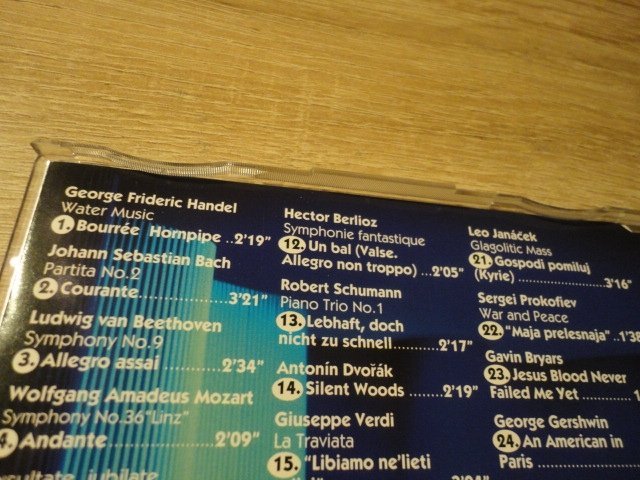 George Frideric Handel
Water Music
1. Bourrée Hornpipe ..2'19"
Johann Sebastian Bach
Partita No.2
2. Courante...............3'21"
Ludwig van Beethoven
Symphony No.9
3. Allegro assai ..........2'34"
Wolfgang Amadeus Mozart
Symphony No.36"Linz"
4. Andante ................2'09"
jubilate
Hector Berlioz
Symphonie fantastique
12. Un bal (Valse.
Allegro non troppo) ..2'05"
Robert Schumann
Piano Trio No.1
13. Lebhaft, doch
nicht zu schnell..........2'17"
Antonín Dvořák
14. Silent Woods ......2'19"
Giuseppe Verdi
La Traviata
15. "Libiamo ne'lieti
Leo Janáček
Glagolitic Mass
21. Gospodi pomiluj
(Kyrie) ......................3'16"
Sergei Prokofiev
War and Peace
22. "Maja prelesnaja" ..1'38
Gavin Bryars
23. Jesus Blood Never
Failed Me Yet ............1
George Gershwin
24. An American in
Paris ..................